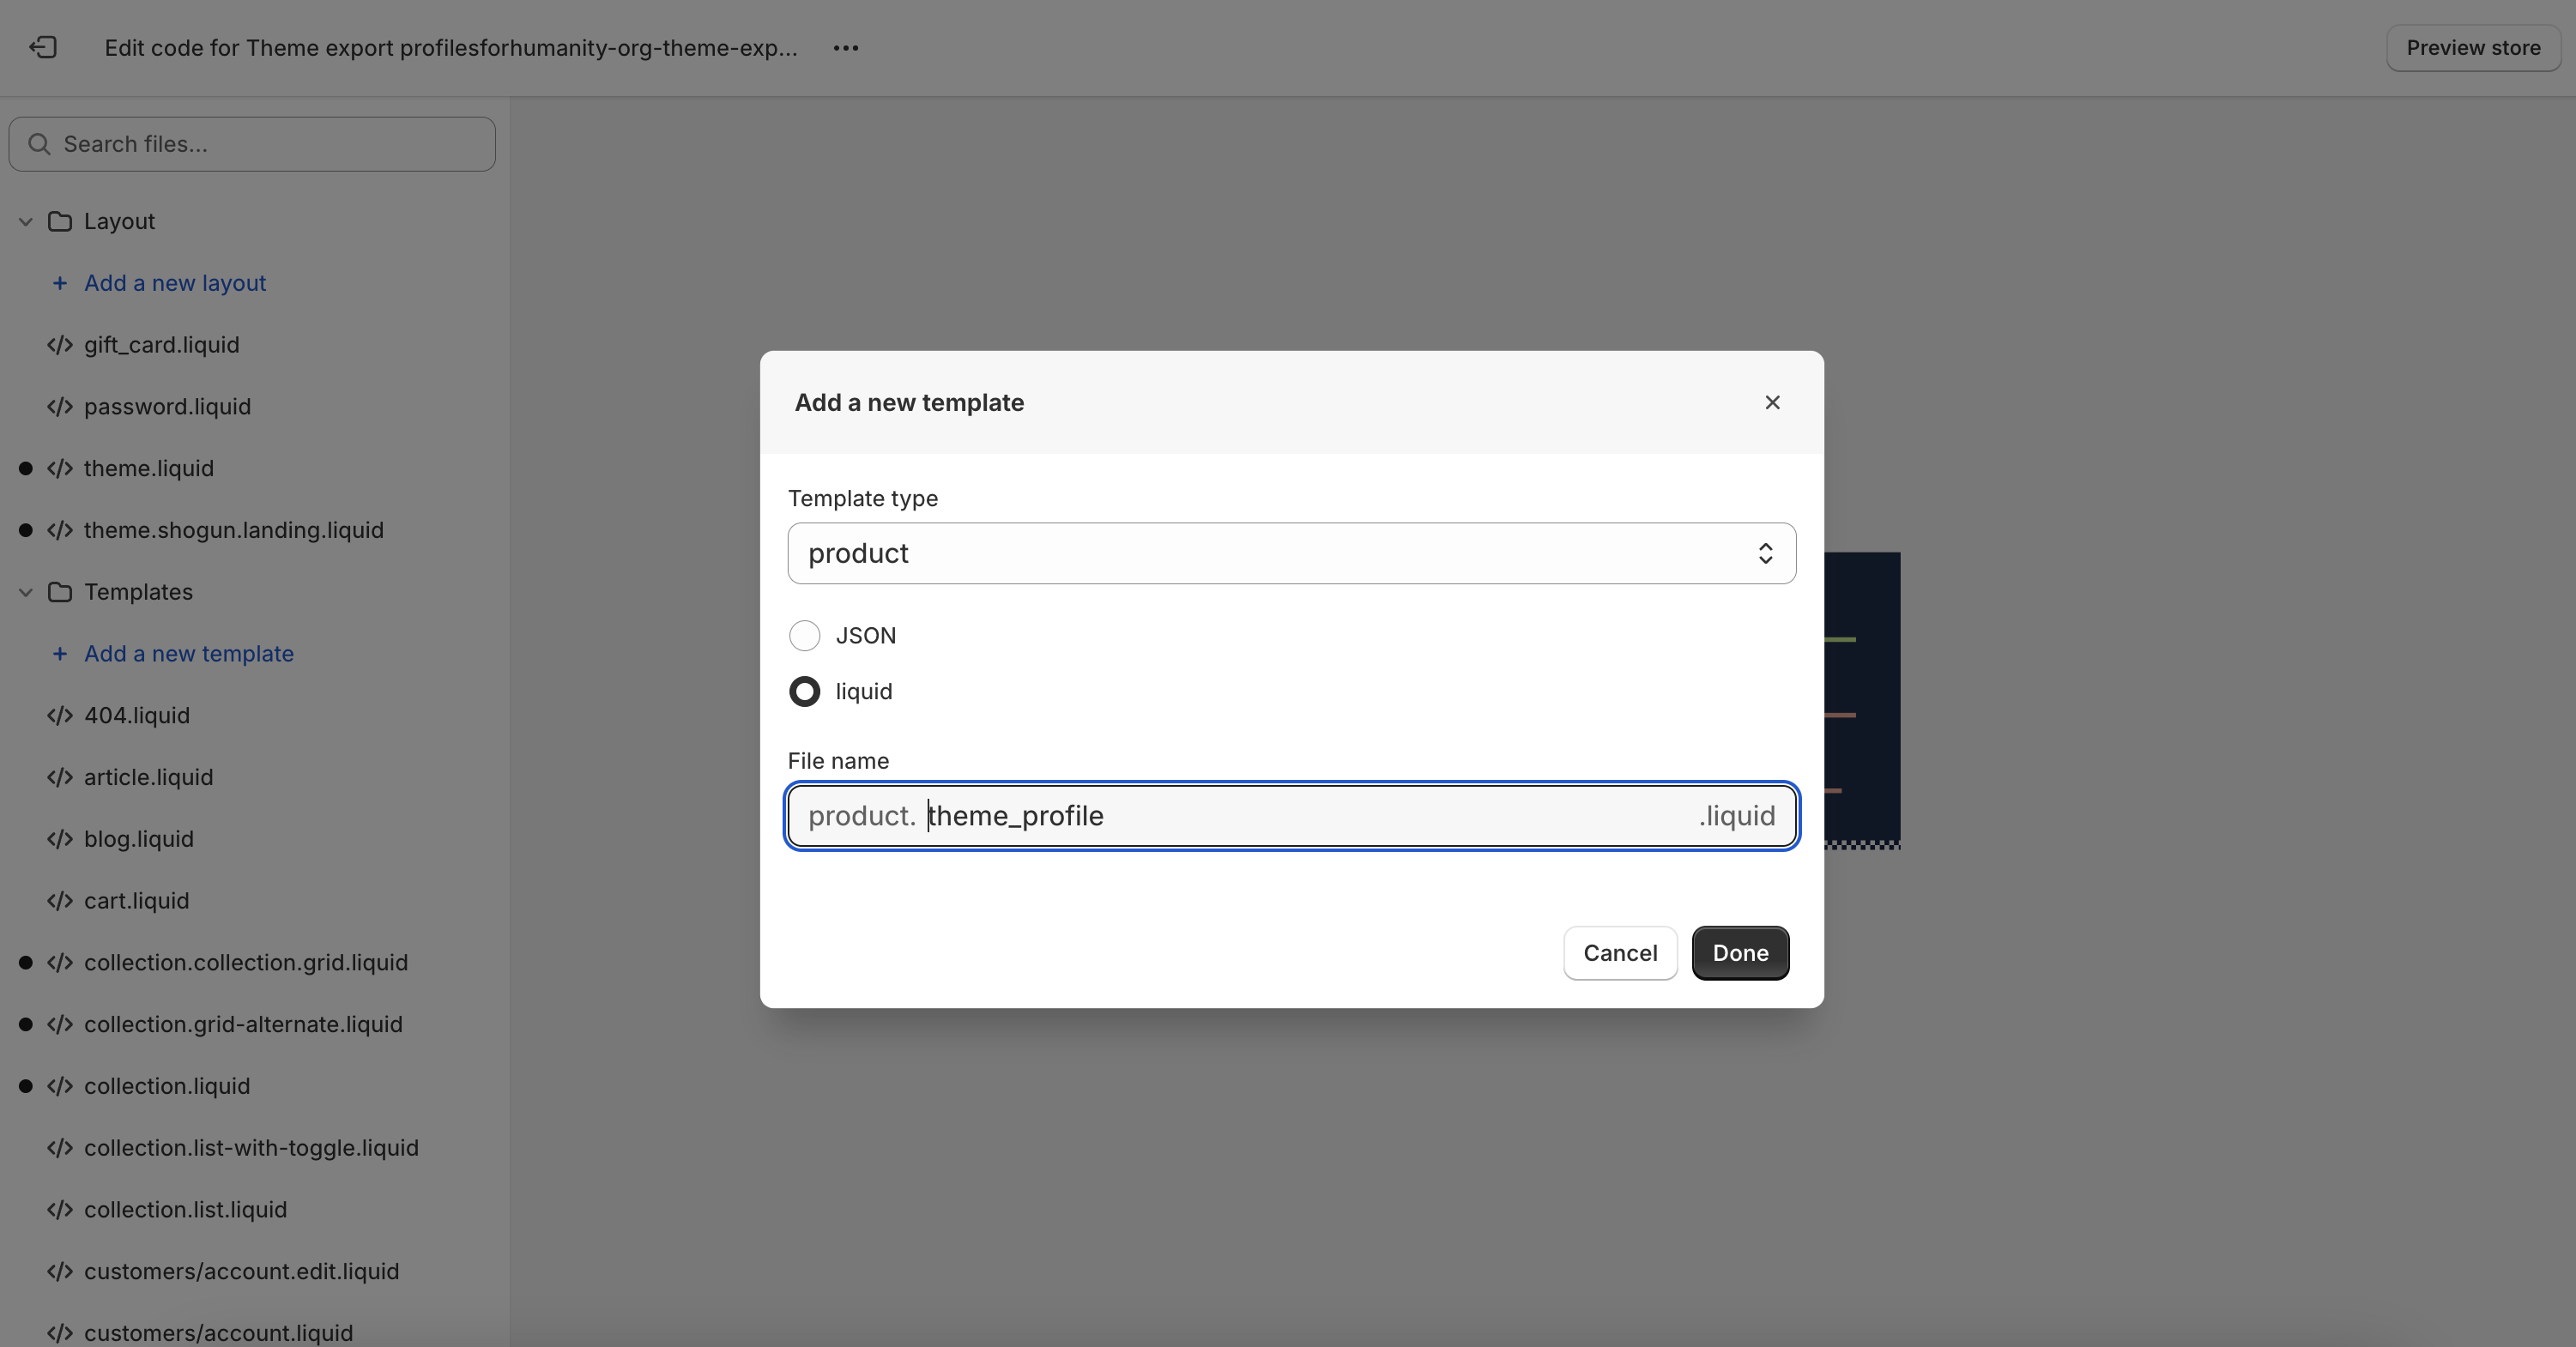 Edit code for Theme export profilesforhumanity-org-theme-exp...
Preview store
Search files...
Layout
+ Add a new layout
</> gift_card.liquid
</> password.liquid
</> theme.liquid
</> theme.shogun.landing.liquid
Templates
+ Add a new template
</> 404.liquid
</> article.liquid
</> blog.liquid
</> cart.liquid
</> collection.collection.grid.liquid
</> collection.grid-alternate.liquid
</> collection.liquid
</> collection.list-with-toggle.liquid
</> collection.list.liquid
</> customers/account.edit.liquid
</> customers/account.liquid
Add a new template
Template type
product
JSON
liquid
File name
product. theme_profile .liquid
Cancel Done